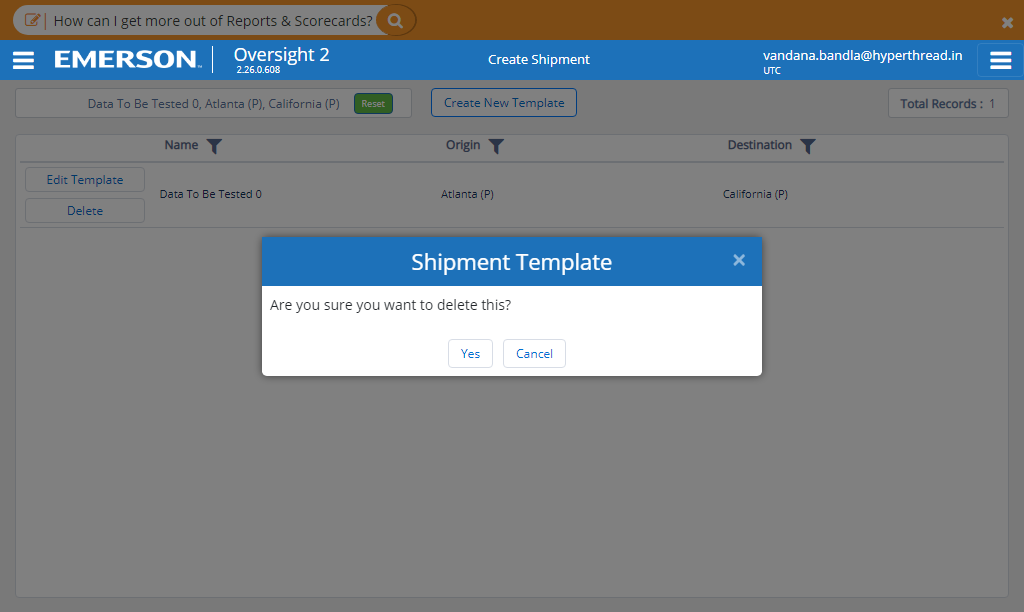 How can I get more out of Reports & Scorecards?
EMERSON
Oversight 2
2.26.0.608
Create Shipment
vandana.bandla@hyperthread.in
UTC
Data To Be Tested 0, Atlanta (P), California (P)
Reset
Create New Template
Total Records : 1
Name
Origin
Destination
Edit Template
Delete
Data To Be Tested 0
Atlanta (P)
California (P)
Shipment Template
×
Are you sure you want to delete this?
Yes
Cancel